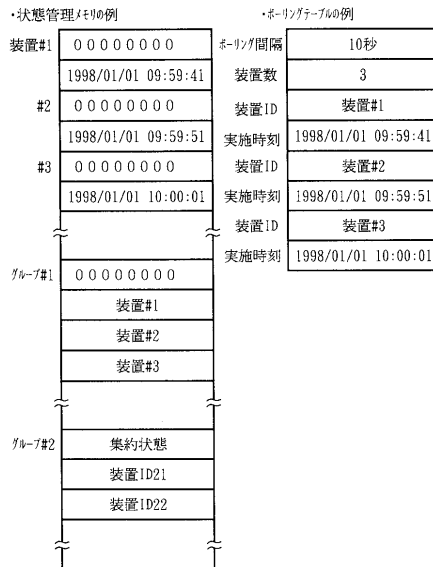 ・状態管理メモリの例
装置#1
00000000
1998/01/01 09:59:41
#2
00000000
1998/01/01 09:59:51
#3
00000000
1998/01/01 10:00:01
グループ#1
00000000
装置#1
装置#2
装置#3
グループ#2
集約状態
装置ID21
装置ID22
・ポーリングテーブルの例
ポーリング間隔
10秒
装置数
3
装置ID
装置#1
実施時刻
1998/01/01 09:59:41
装置ID
装置#2
実施時刻
1998/01/01 09:59:51
装置ID
装置#3
実施時刻
1998/01/01 10:00:01